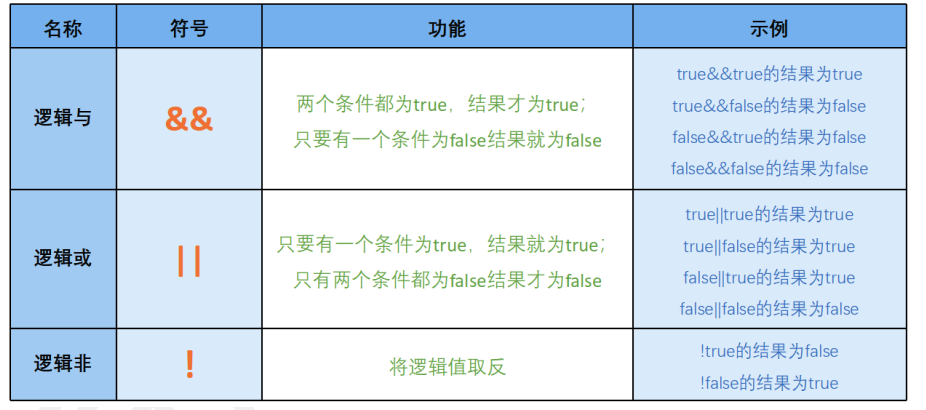 名称 符号 功能 示例
逻辑与 && 两个条件都为true，结果才为true；
只要有一个条件为false结果就为false
true&&true的结果为true
true&&false的结果为false
false&&true的结果为false
false&&false的结果为false
逻辑或 || 只要有一个条件为true，结果就为true；
只有两个条件都为false结果才为false
true||true的结果为true
true||false的结果为true
false||true的结果为true
false||false的结果为false
逻辑非 ! 将逻辑值取反
!true的结果为false
!false的结果为true